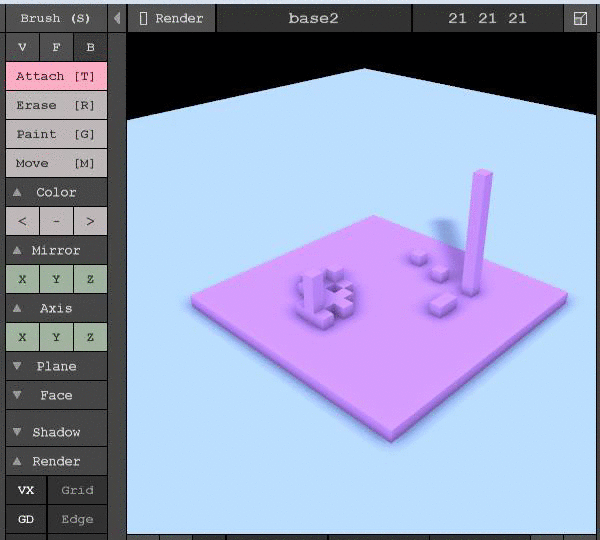 Brush (S)
Render
base2
21 21 21
V F B
Attach [T]
Erase [R]
Paint [G]
Move [M]
Color
< - >
Mirror
X Y Z
Axis
X Y Z
Plane
Face
Shadow
Render
VX Grid
GD Edge